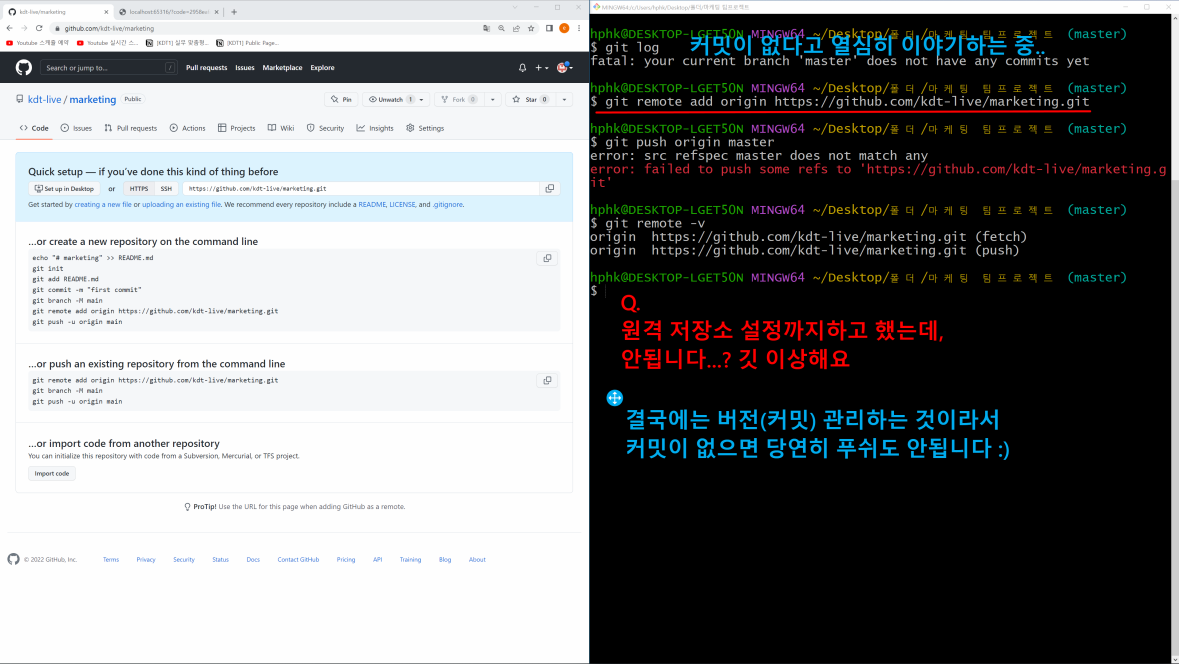 kdt-live/marketing
localhost:65316/?code=2958eu
github.com/kdt-live/marketing
Youtube 스케쥴 예약
Youtube 실시간 스...
[KDT1] 실무 맞춤형...
[KDT1] Public Page...
Search or jump to...
/
Pull requests
Issues
Marketplace
Explore
kdt-live / marketing
Public
Pin
Unwatch 1
Fork 0
Star 0
Code
Issues
Pull requests
Actions
Projects
Wiki
Security
Insights
Settings
Quick setup — if you've done this kind of thing before
Set up in Desktop
or
HTTPS
SSH
https://github.com/kdt-live/marketing.git
Get started by creating a new file or uploading an existing file. We recommend every repository include a README, LICENSE, and .gitignore.
...or create a new repository on the command line
echo "# marketing" >> README.md
git init
git add README.md
git commit -m "first commit"
git branch -M main
git remote add origin https://github.com/kdt-live/marketing.git
git push -u origin main
...or push an existing repository from the command line
git remote add origin https://github.com/kdt-live/marketing.git
git branch -M main
git push -u origin main
...or import code from another repository
You can initialize this repository with code from a Subversion, Mercurial, or TFS project.
Import code
ProTip! Use the URL for this page when adding GitHub as a remote.
© 2022 GitHub, Inc.
Terms
Privacy
Security
Status
Docs
Contact GitHub
Pricing
API
Training
Blog
About
MINGW64:/c/Users/hphk/Desktop/폴더/마케팅 팀프로젝트
hphk@DESKTOP-LGET5ON MINGW64 ~/Desktop/폴더/마케팅 팀프로젝트 (master)
$ git log
커밋이 없다고 열심히 이야기하는 중..
fatal: your current branch 'master' does not have any commits yet
hphk@DESKTOP-LGET5ON MINGW64 ~/Desktop/폴더/마케팅 팀프로젝트 (master)
$ git remote add origin https://github.com/kdt-live/marketing.git
hphk@DESKTOP-LGET5ON MINGW64 ~/Desktop/폴더/마케팅 팀프로젝트 (master)
$ git push origin master
error: src refspec master does not match any
error: failed to push some refs to 'https://github.com/kdt-live/marketing.g
it'
hphk@DESKTOP-LGET5ON MINGW64 ~/Desktop/폴더/마케팅 팀프로젝트 (master)
$ git remote -v
origin  https://github.com/kdt-live/marketing.git (fetch)
origin  https://github.com/kdt-live/marketing.git (push)
hphk@DESKTOP-LGET5ON MINGW64 ~/Desktop/폴더/마케팅 팀프로젝트 (master)
$
Q.
원격 저장소 설정까지하고 했는데,
안됩니다...? 깃 이상해요
결국에는 버전(커밋) 관리하는 것이라서
커밋이 없으면 당연히 푸쉬도 안됩니다 :)